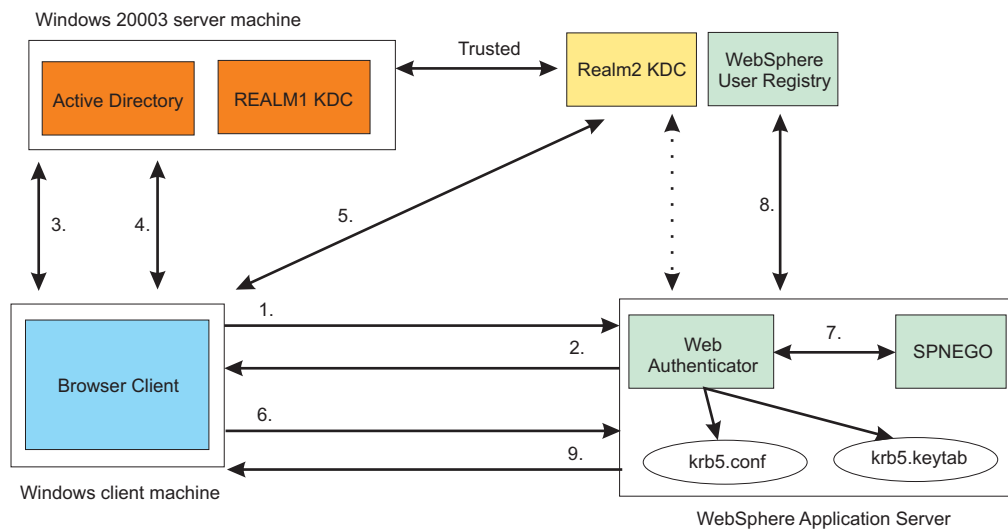 Windows 20003 server machine
Trusted
Active Directory
REALM1 KDC
Realm2 KDC
WebSphere
User Registry
3.
4.
5.
8.
1.
2.
7.
Browser Client
Web
Authenticator
SPNEGO
6.
9.
krb5.conf
krb5.keytab
Windows client machine
WebSphere Application Server